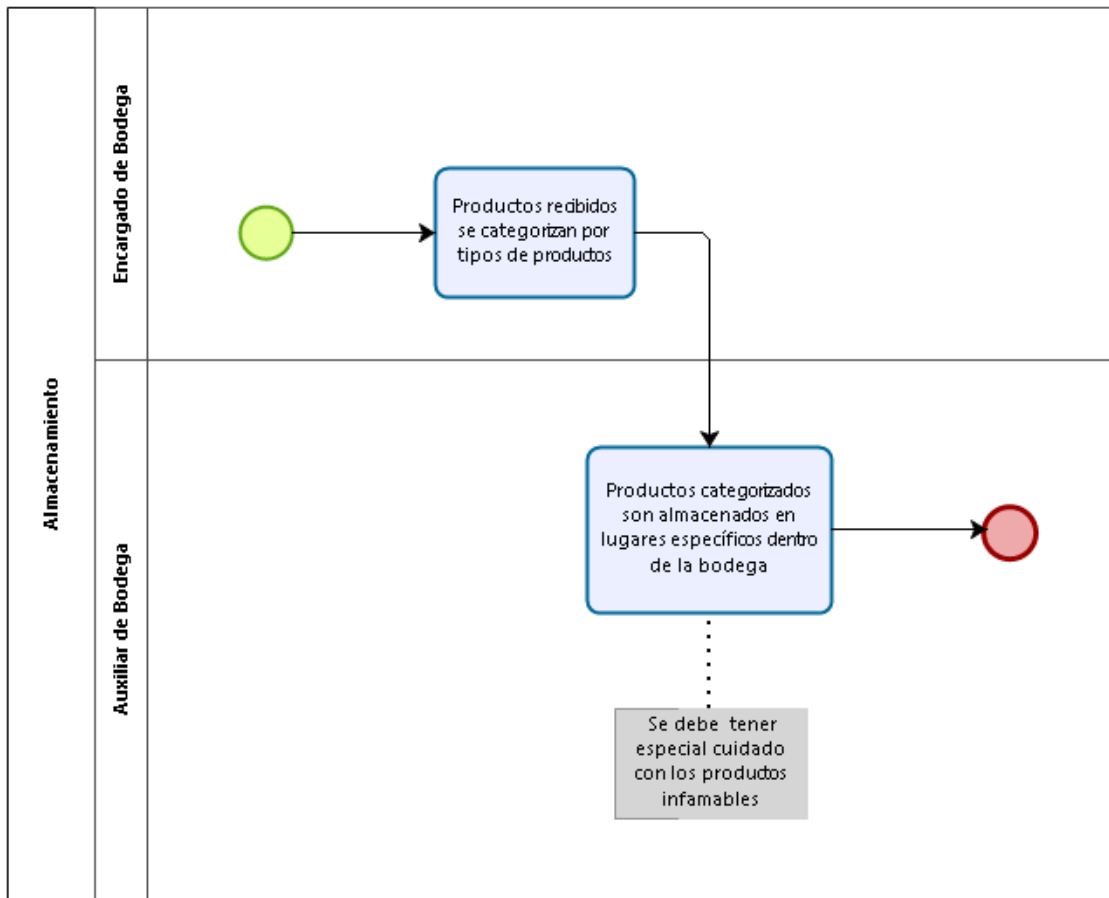 Almacenamiento
Encargado de Bodega
Productos recibidos
se categorizan por
tipos de productos
Auxiliar de Bodega
Productos categorizados
son almacenados en
lugares específicos dentro
de la bodega
Se debe tener
especial cuidado
con los productos
infamables